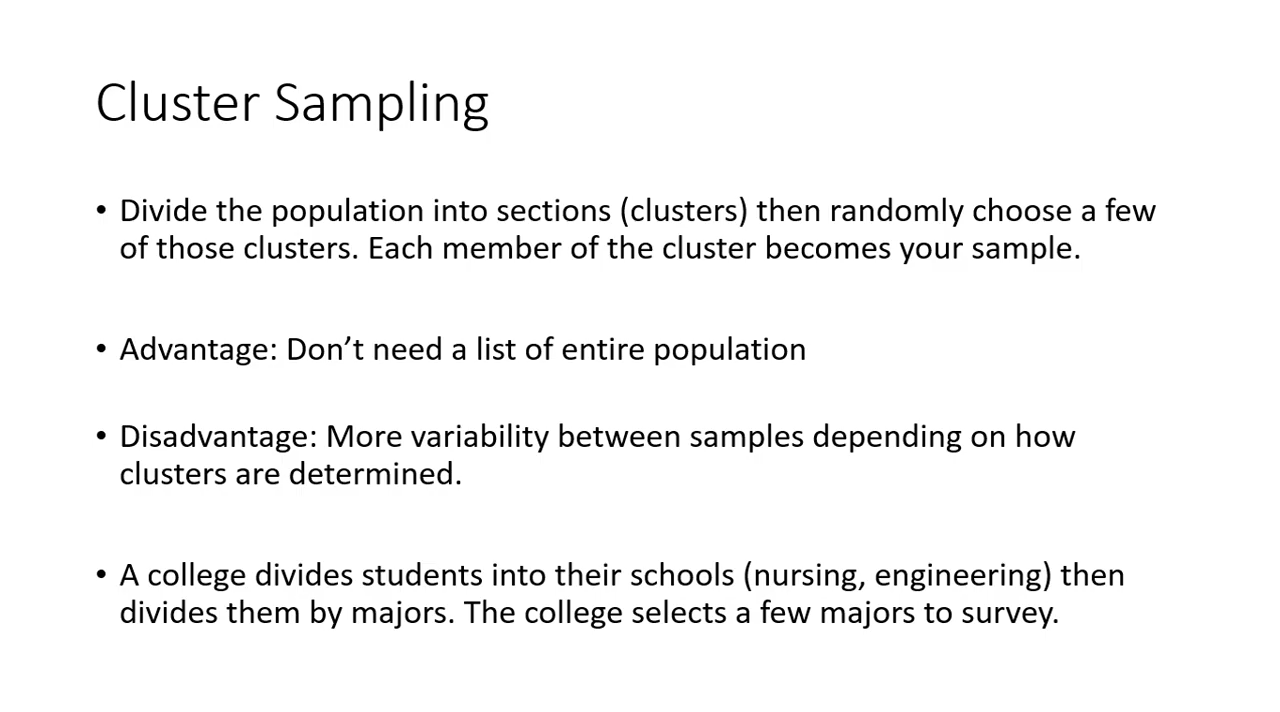 Cluster Sampling
• Divide the population into sections (clusters) then randomly choose a few
of those clusters. Each member of the cluster becomes your sample.
• Advantage: Don’t need a list of entire population
• Disadvantage: More variability between samples depending on how
clusters are determined.
• A college divides students into their schools (nursing, engineering) then
divides them by majors. The college selects a few majors to survey.